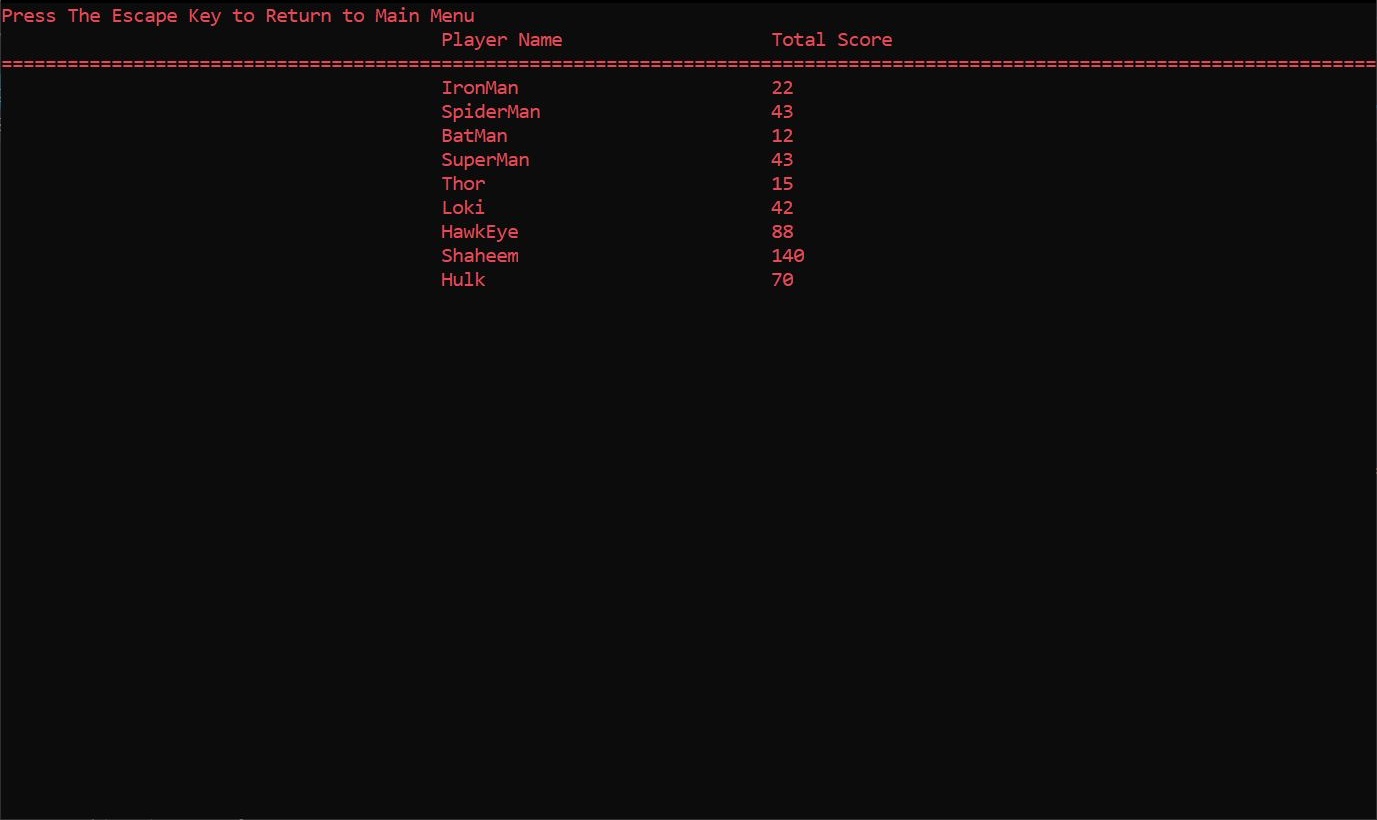 Press The Escape Key to Return to Main Menu
Player Name Total Score
=============================================================================================================================
IronMan 22
SpiderMan 43
BatMan 12
SuperMan 43
Thor 15
Loki 42
HawkEye 88
Shaheem 140
Hulk 70